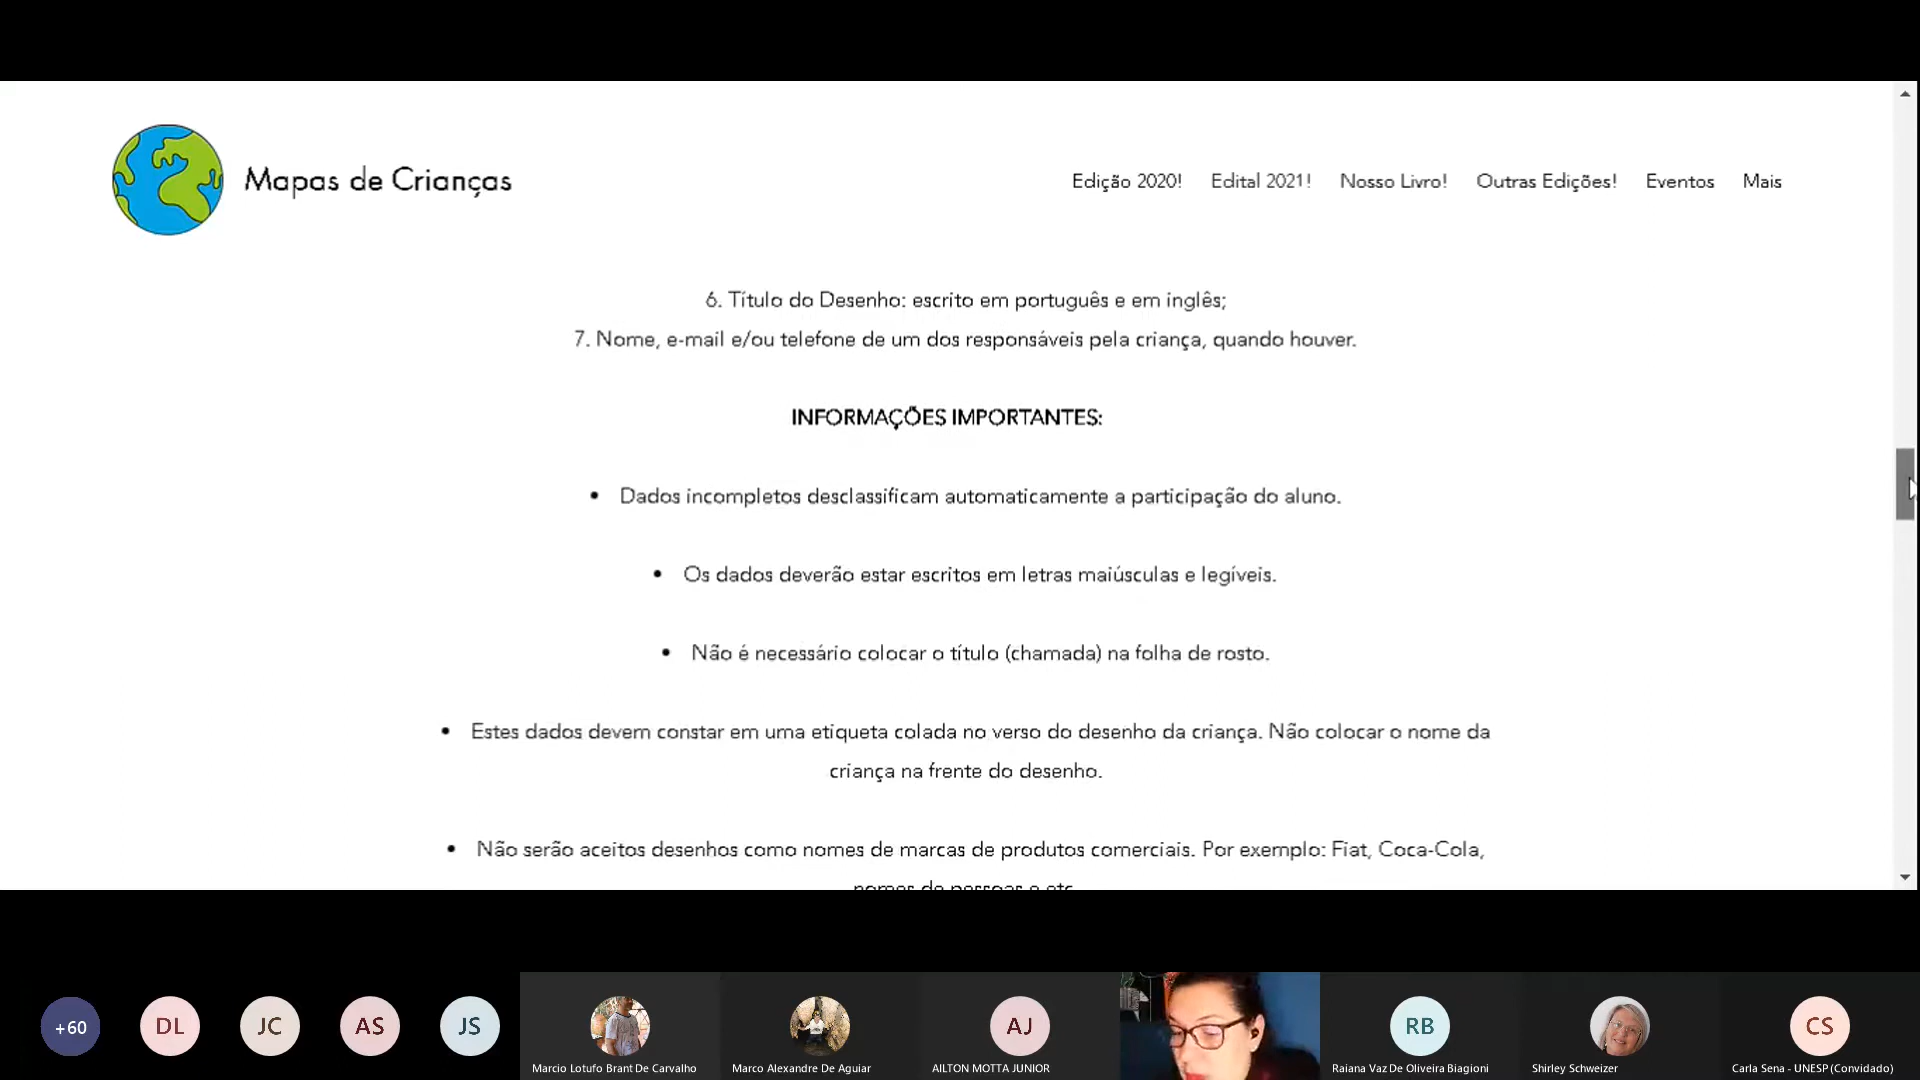 Mapas de Crianças
Edição 2020!
Edital 2021!
Nosso Livro!
Outras Edições!
Eventos
Mais
6. Título do Desenho: escrito em português e em inglês;
7. Nome, e-mail e/ou telefone de um dos responsáveis pela criança, quando houver.
INFORMAÇÕES IMPORTANTES:
• Dados incompletos desclassificam automaticamente a participação do aluno.
• Os dados deverão estar escritos em letras maiúsculas e legíveis.
• Não é necessário colocar o título (chamada) na folha de rosto.
• Estes dados devem constar em uma etiqueta colada no verso do desenho da criança. Não colocar o nome da
criança na frente do desenho.
• Não serão aceitos desenhos como nomes de marcas de produtos comerciais. Por exemplo: Fiat, Coca-Cola,
nomes de pessoas e etc
+60
DL
JC
AS
JS
AJ
RB
CS
Marcio Lotufo Brant De Carvalho
Marco Alexandre De Aguiar
AILTON MOTTA JUNIOR
Raiana Vaz De Oliveira Biagioni
Shirley Schweizer
Carla Sena - UNESP (Convidado)